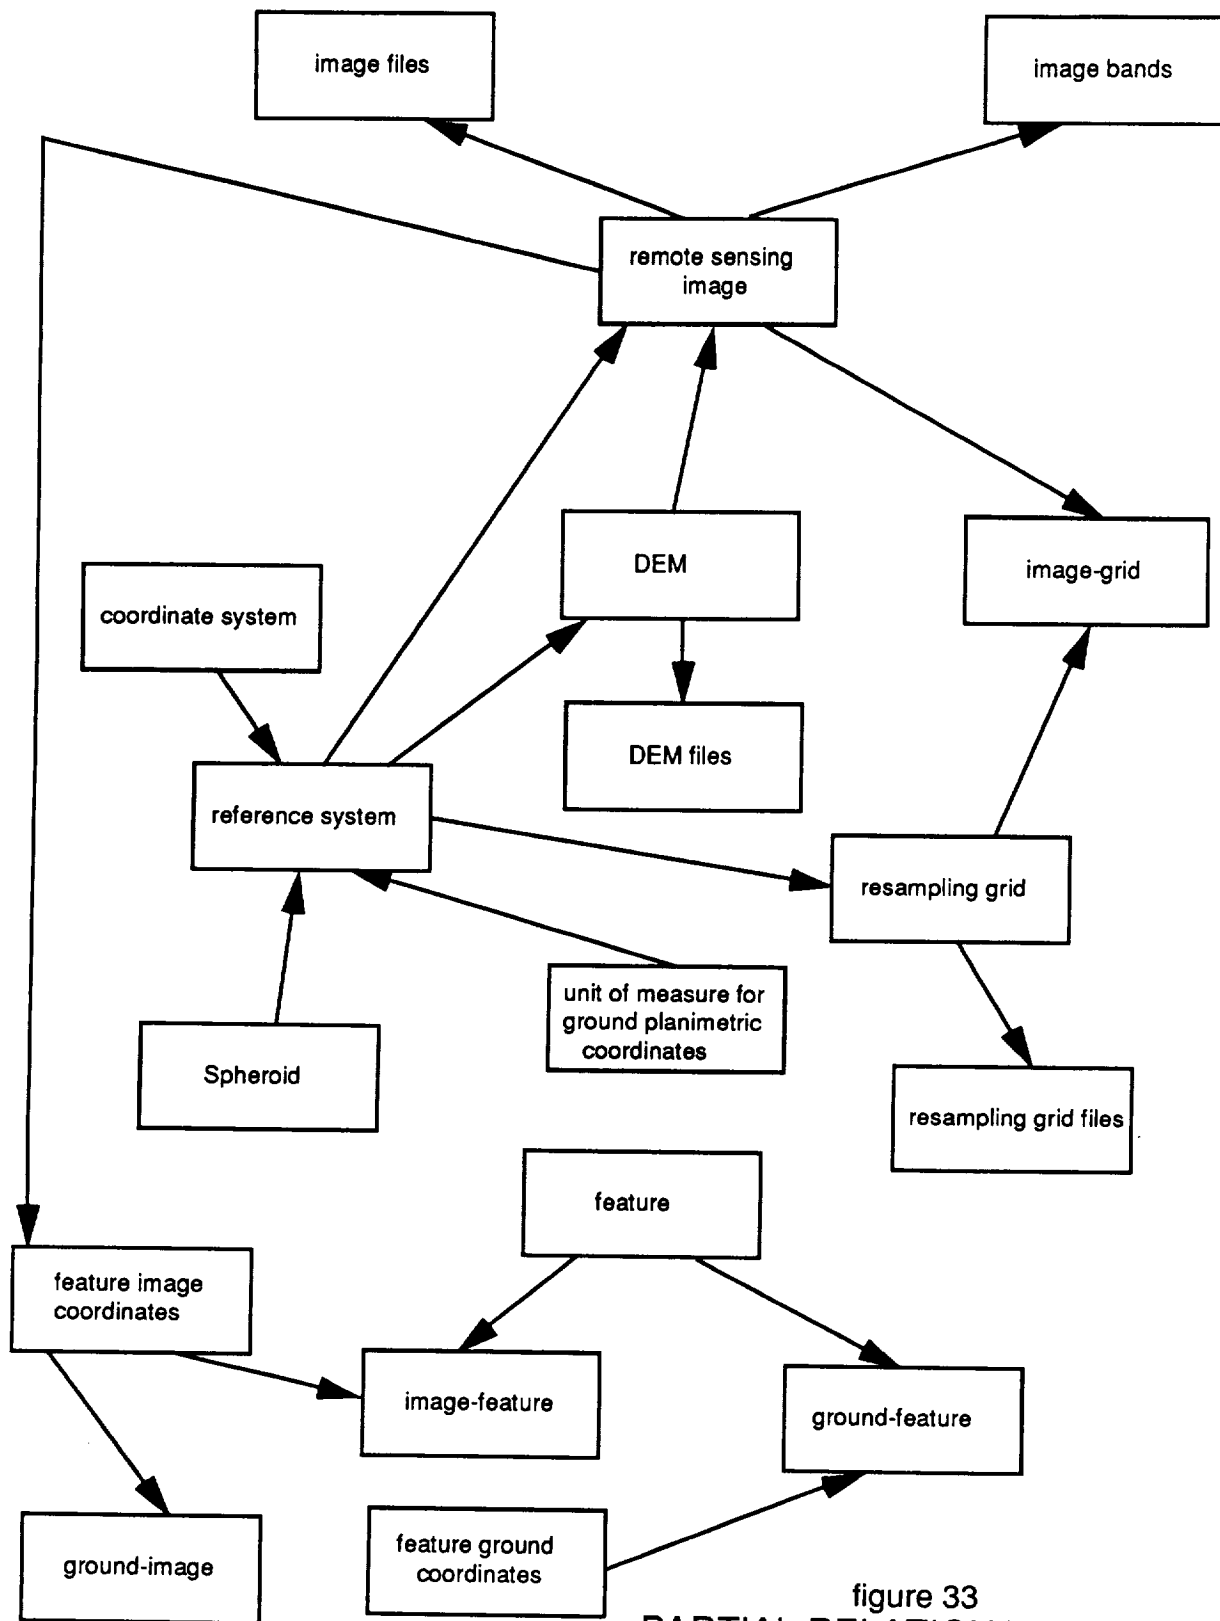 image files
image bands
remote sensing
image
DEM
image-grid
coordinate system
DEM files
reference system
resampling grid
unit of measure for
ground planimetric
coordinates
Spheroid
resampling grid files
feature
feature image
coordinates
image-feature
ground-feature
feature ground
coordinates
ground-image
figure 33
PARTIAL